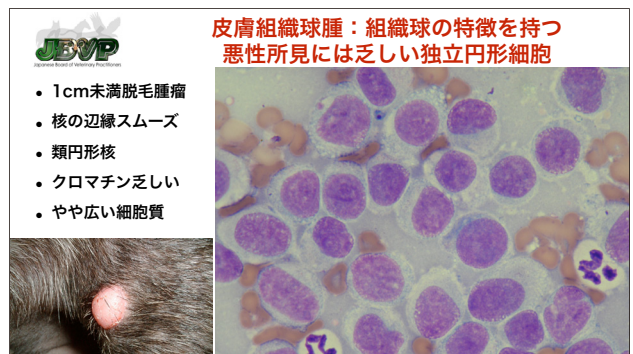 皮膚組織球腫：組織球の特徴を持つ
悪性所見には乏しい独立円形細胞
JBVP
Japanese Board of Veterinary Practitioners
• 1cm未満脱毛腫瘤
• 核の辺縁スムーズ
• 類円形核
• クロマチン乏しい
• やや広い細胞質